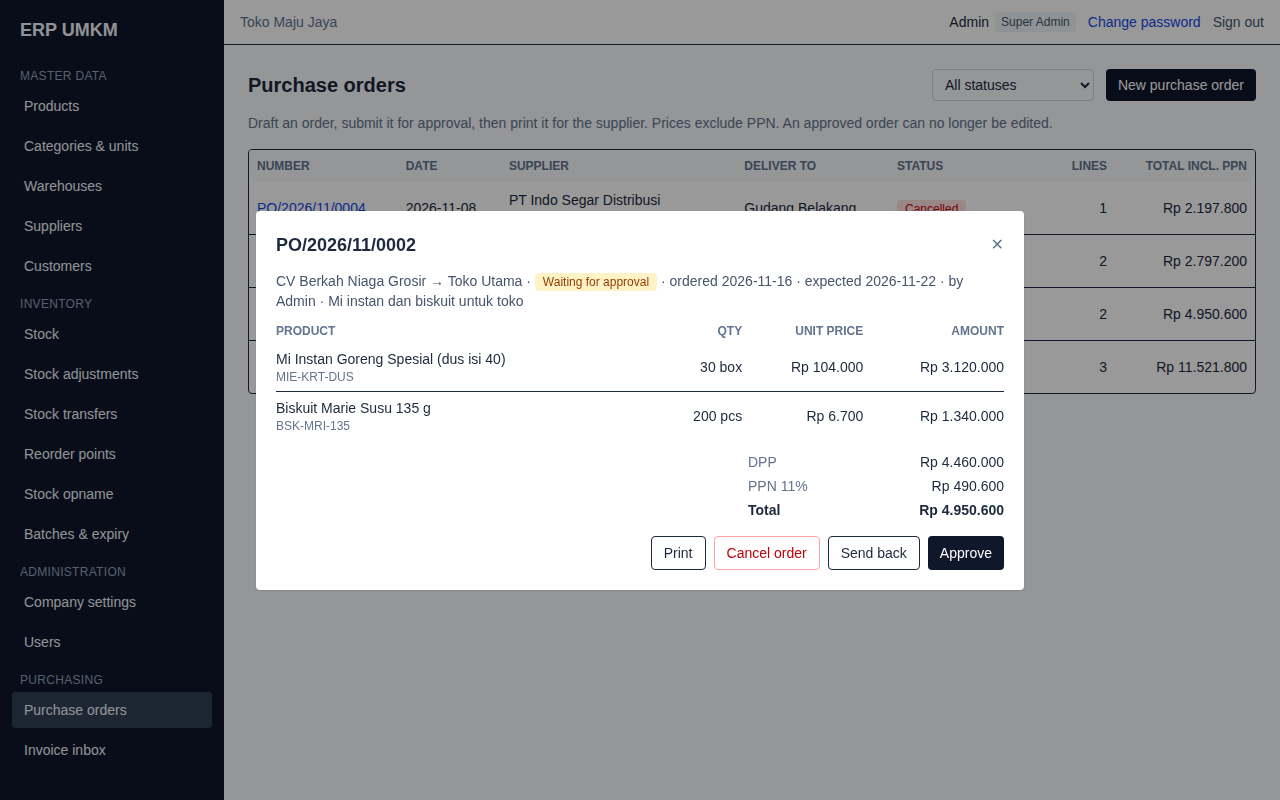 ERP UMKM
MASTER DATA
Products
Categories & units
Warehouses
Suppliers
Customers
INVENTORY
Stock
Stock adjustments
Stock transfers
Reorder points
Stock opname
Batches & expiry
ADMINISTRATION
Company settings
Users
PURCHASING
Purchase orders
Invoice inbox
Toko Maju Jaya
Admin Super Admin Change password Sign out
Purchase orders
All statuses
New purchase order
Draft an order, submit it for approval, then print it for the supplier. Prices exclude PPN. An approved order can no longer be edited.
NUMBER DATE SUPPLIER DELIVER TO STATUS LINES TOTAL INCL. PPN
PO/2026/11/0004 2026-11-08 PT Indo Segar Distribusi Gudang Belakang Cancelled 1 Rp 2.197.800
2 Rp 2.797.200
2 Rp 4.950.600
3 Rp 11.521.800
PO/2026/11/0002 ✕
CV Berkah Niaga Grosir → Toko Utama · Waiting for approval · ordered 2026-11-16 · expected 2026-11-22 · by
Admin · Mi instan dan biskuit untuk toko
PRODUCT QTY UNIT PRICE AMOUNT
Mi Instan Goreng Spesial (dus isi 40)
MIE-KRT-DUS
30 box Rp 104.000 Rp 3.120.000
Biskuit Marie Susu 135 g
BSK-MRI-135
200 pcs Rp 6.700 Rp 1.340.000
DPP Rp 4.460.000
PPN 11% Rp 490.600
Total Rp 4.950.600
Print Cancel order Send back Approve